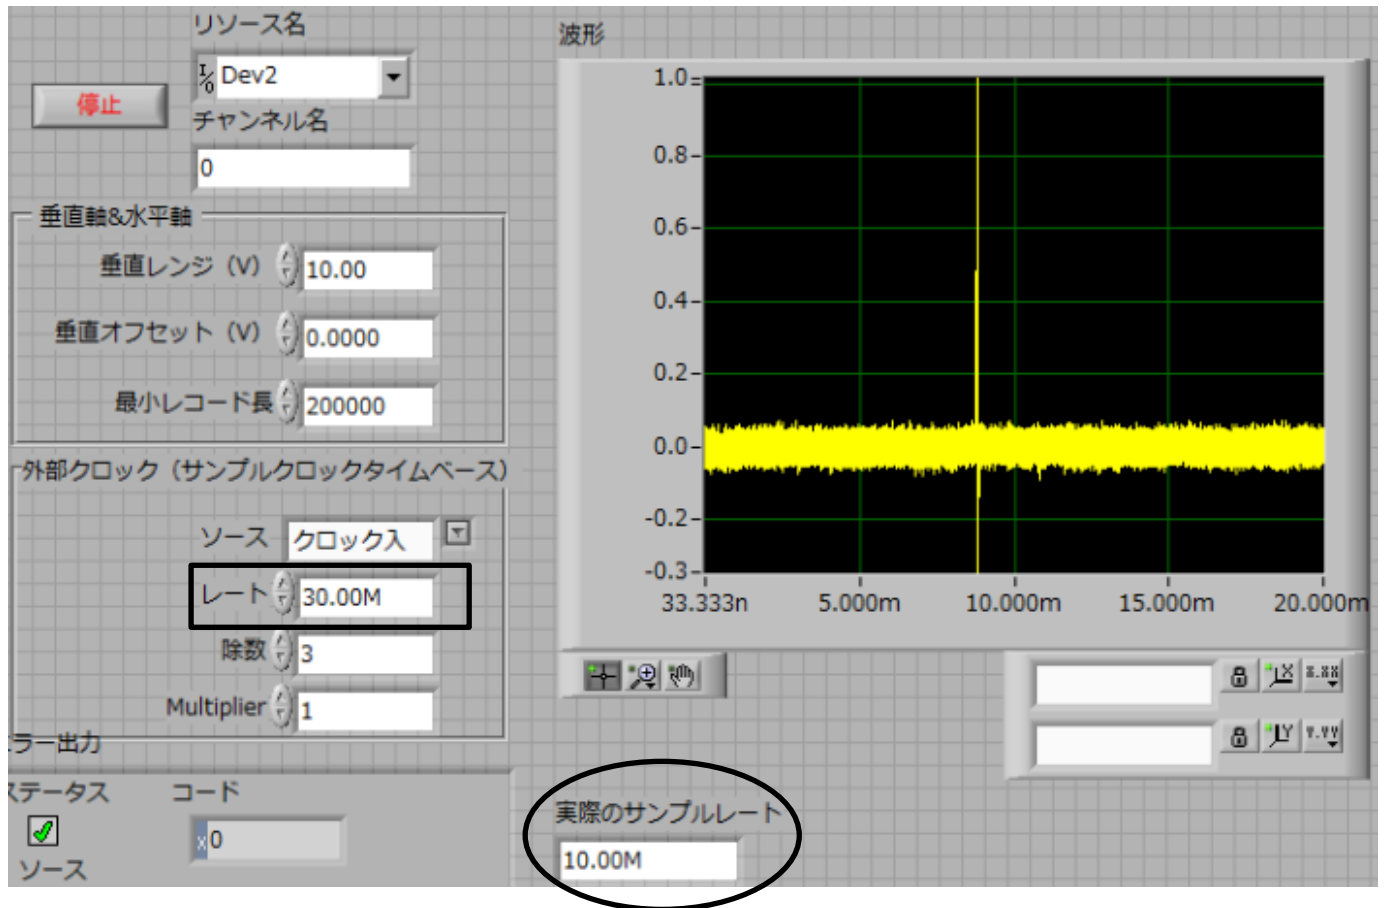 リソース名
Dev2
停止
チャンネル名
0
垂直軸&水平軸
垂直レンジ（V） 10.00
垂直オフセット（V） 0.0000
最小レコード長 200000
外部クロック（サンプルクロックタイムベース）
ソース クロック入
レート 30.00M
除数 3
Multiplier 1
ラー出力
ステータス コード
x0
ソース
波形
1.0
0.8
0.6
0.4
0.2
0.0
-0.2
-0.3
33.333n 5.000m 10.000m 15.000m 20.000m
X X.XX
Y Y.YY
実際のサンプルレート
10.00M